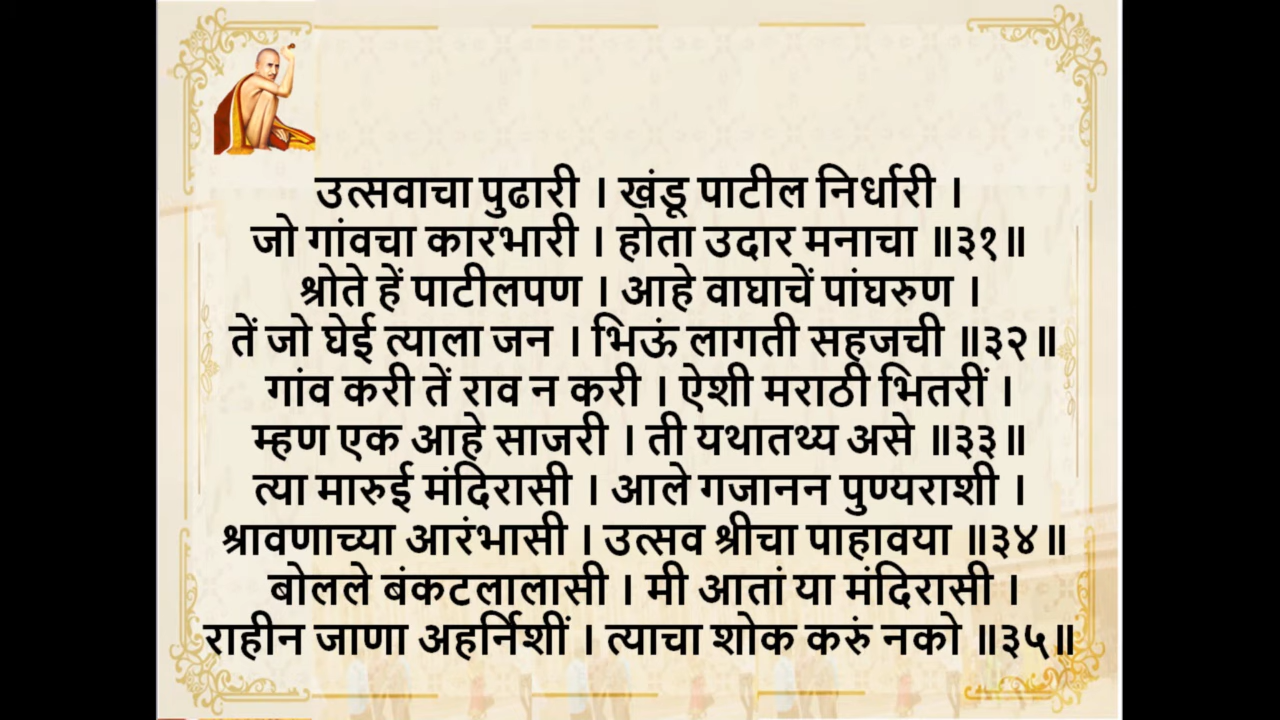 उत्सवाचा पुढारी । खंडू पाटील निर्धारी ।
जो गांवचा कारभारी । होता उदार मनाचा ॥३१॥
श्रोते हें पाटीलपण । आहे वाघाचें पांघरुण ।
तें जो घेई त्याला जन । भिऊं लागती सहजची ॥३२॥
गांव करी तें राव न करी । ऐशी मराठी भितरीं ।
म्हण एक आहे साजरी । ती यथातथ्य असे ॥३३॥
त्या मारुई मंदिरासी । आले गजानन पुण्यराशी ।
श्रावणाच्या आरंभासी । उत्सव श्रीचा पाहावया ॥३४॥
बोलले बंकटलालासी । मी आतां या मंदिरासी ।
राहीन जाणा अहर्निशीं । त्याचा शोक करुं नको ॥३५॥